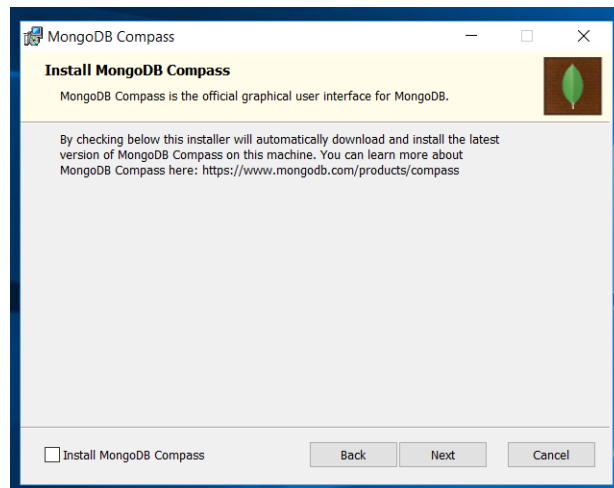 MongoDB Compass
Install MongoDB Compass
MongoDB Compass is the official graphical user interface for MongoDB.
By checking below this installer will automatically download and install the latest
version of MongoDB Compass on this machine. You can learn more about
MongoDB Compass here: https://www.mongodb.com/products/compass
Install MongoDB Compass
Back
Next
Cancel